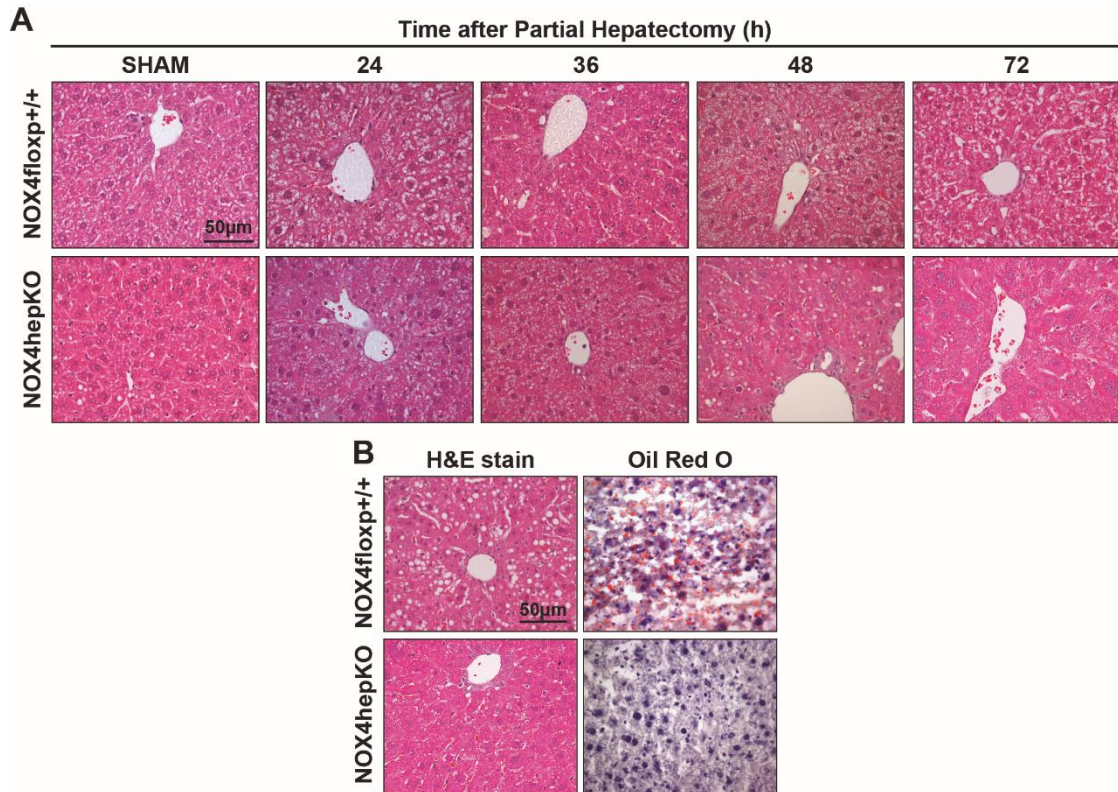 A
Time after Partial Hepatectomy (h)
SHAM 24 36 48 72
NOX4floxp+/+
50µm
NOX4hepKO
B
H&E stain Oil Red O
NOX4floxp+/+
50µm
NOX4hepKO